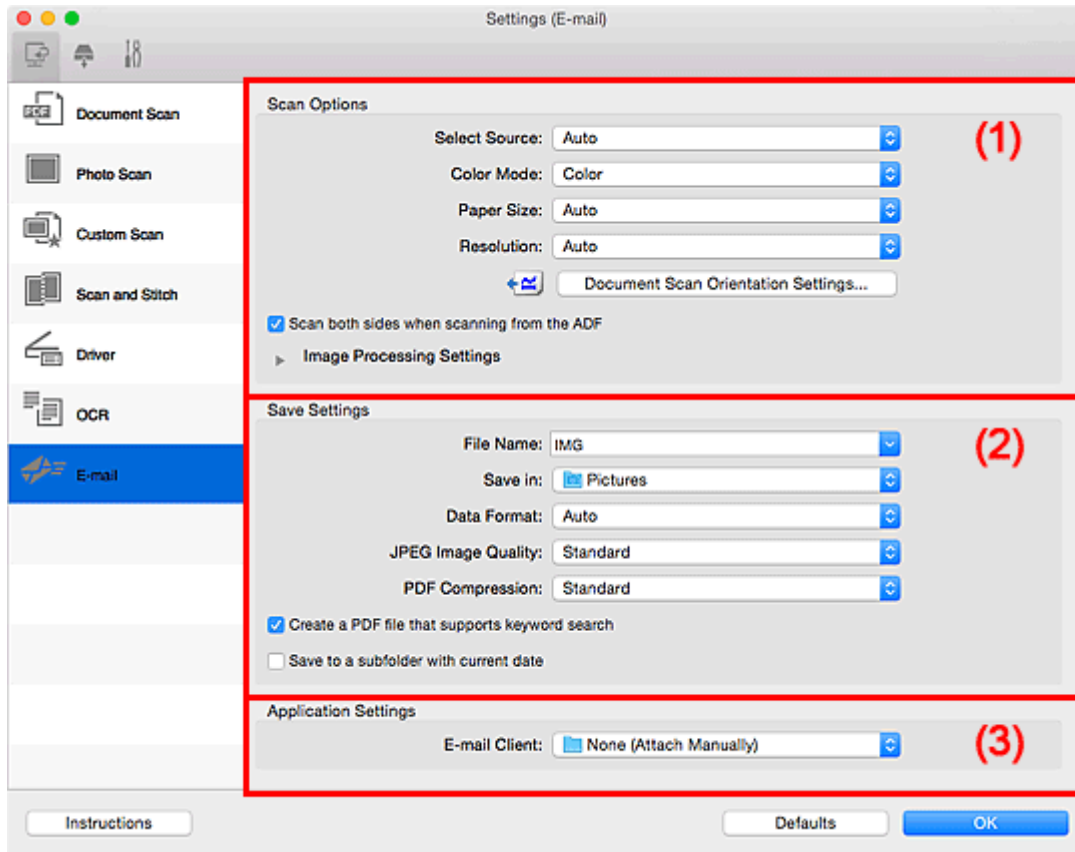 Settings (E-mail)
Document Scan
Photo Scan
Custom Scan
Scan and Stitch
Driver
OCR
E-mail
Scan Options
(1)
Select Source: Auto
Color Mode: Color
Paper Size: Auto
Resolution: Auto
Document Scan Orientation Settings...
Scan both sides when scanning from the ADF
Image Processing Settings
Save Settings
(2)
File Name: IMG
Save in: Pictures
Data Format: Auto
JPEG Image Quality: Standard
PDF Compression: Standard
Create a PDF file that supports keyword search
Save to a subfolder with current date
Application Settings
(3)
E-mail Client: None (Attach Manually)
Instructions
Defaults
OK